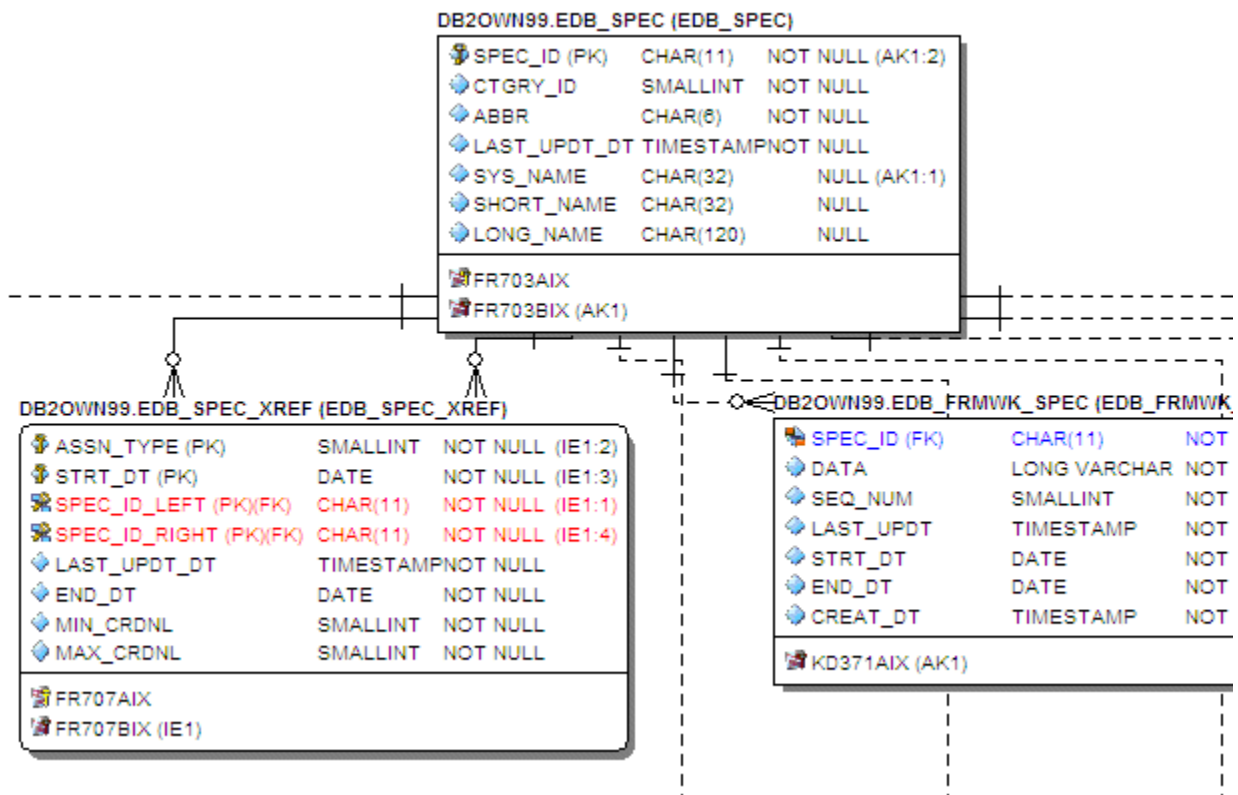 DB2OWN99.EDB_SPEC (EDB_SPEC)
SPEC_ID (PK) CHAR(11) NOT NULL (AK1:2)
CTGRY_ID SMALLINT NOT NULL
ABBR CHAR(6) NOT NULL
LAST_UPDT_DT TIMESTAMPNOT NULL
SYS_NAME CHAR(32) NULL (AK1:1)
SHORT_NAME CHAR(32) NULL
LONG_NAME CHAR(120) NULL
FR703AIX
FR703BIX (AK1)
DB2OWN99.EDB_SPEC_XREF (EDB_SPEC_XREF)
ASSN_TYPE (PK) SMALLINT NOT NULL (IE1:2)
STRT_DT (PK) DATE NOT NULL (IE1:3)
SPEC_ID_LEFT (PK)(FK) CHAR(11) NOT NULL (IE1:1)
SPEC_ID_RIGHT (PK)(FK) CHAR(11) NOT NULL (IE1:4)
LAST_UPDT_DT TIMESTAMPNOT NULL
END_DT DATE NOT NULL
MIN_CRDNL SMALLINT NOT NULL
MAX_CRDNL SMALLINT NOT NULL
FR707AIX
FR707BIX (IE1)
DB2OWN99.EDB_FRMWK_SPEC (EDB_FRMWK_
SPEC_ID (FK) CHAR(11) NOT
DATA LONG VARCHAR NOT
SEQ_NUM SMALLINT NOT
LAST_UPDT TIMESTAMP NOT
STRT_DT DATE NOT
END_DT DATE NOT
CREAT_DT TIMESTAMP NOT
KD371AIX (AK1)